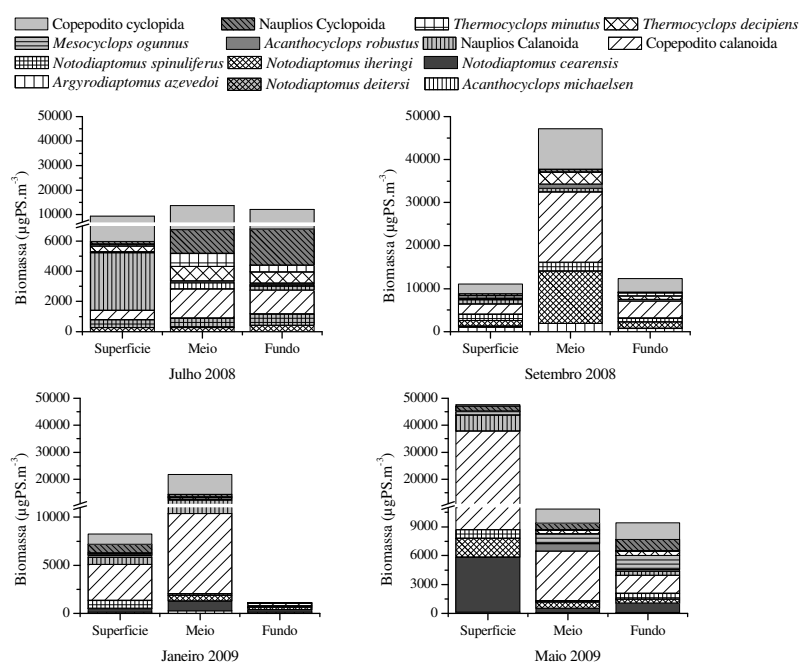 Copepodito cyclopida Nauplios Cyclopoida Thermocyclops minutus Thermocyclops decipiens
Mesocyclops ogunnus Acanthocyclops robustus Nauplios Calanoida Copepodito calanoida
Notodiaptomus spinuliferus Notodiaptomus iheringi Notodiaptomus cearensis
Argyrodiaptomus azevedoi Notodiaptomus deitersi Acanthocyclops michaelsen
Biomassa (µgPS.m-3)
50000
40000
30000
20000
10000
6000
4000
2000
0
Superficie Meio Fundo
Julho 2008
Biomassa (µgPS.m-3)
50000
40000
30000
20000
10000
0
Superficie Meio Fundo
Setembro 2008
Biomassa (µgPS.m-3)
50000
40000
30000
20000
10000
5000
0
Superficie Meio Fundo
Janeiro 2009
Biomassa (µgPS.m-3)
50000
40000
30000
20000
9000
6000
3000
0
Superficie Meio Fundo
Maio 2009